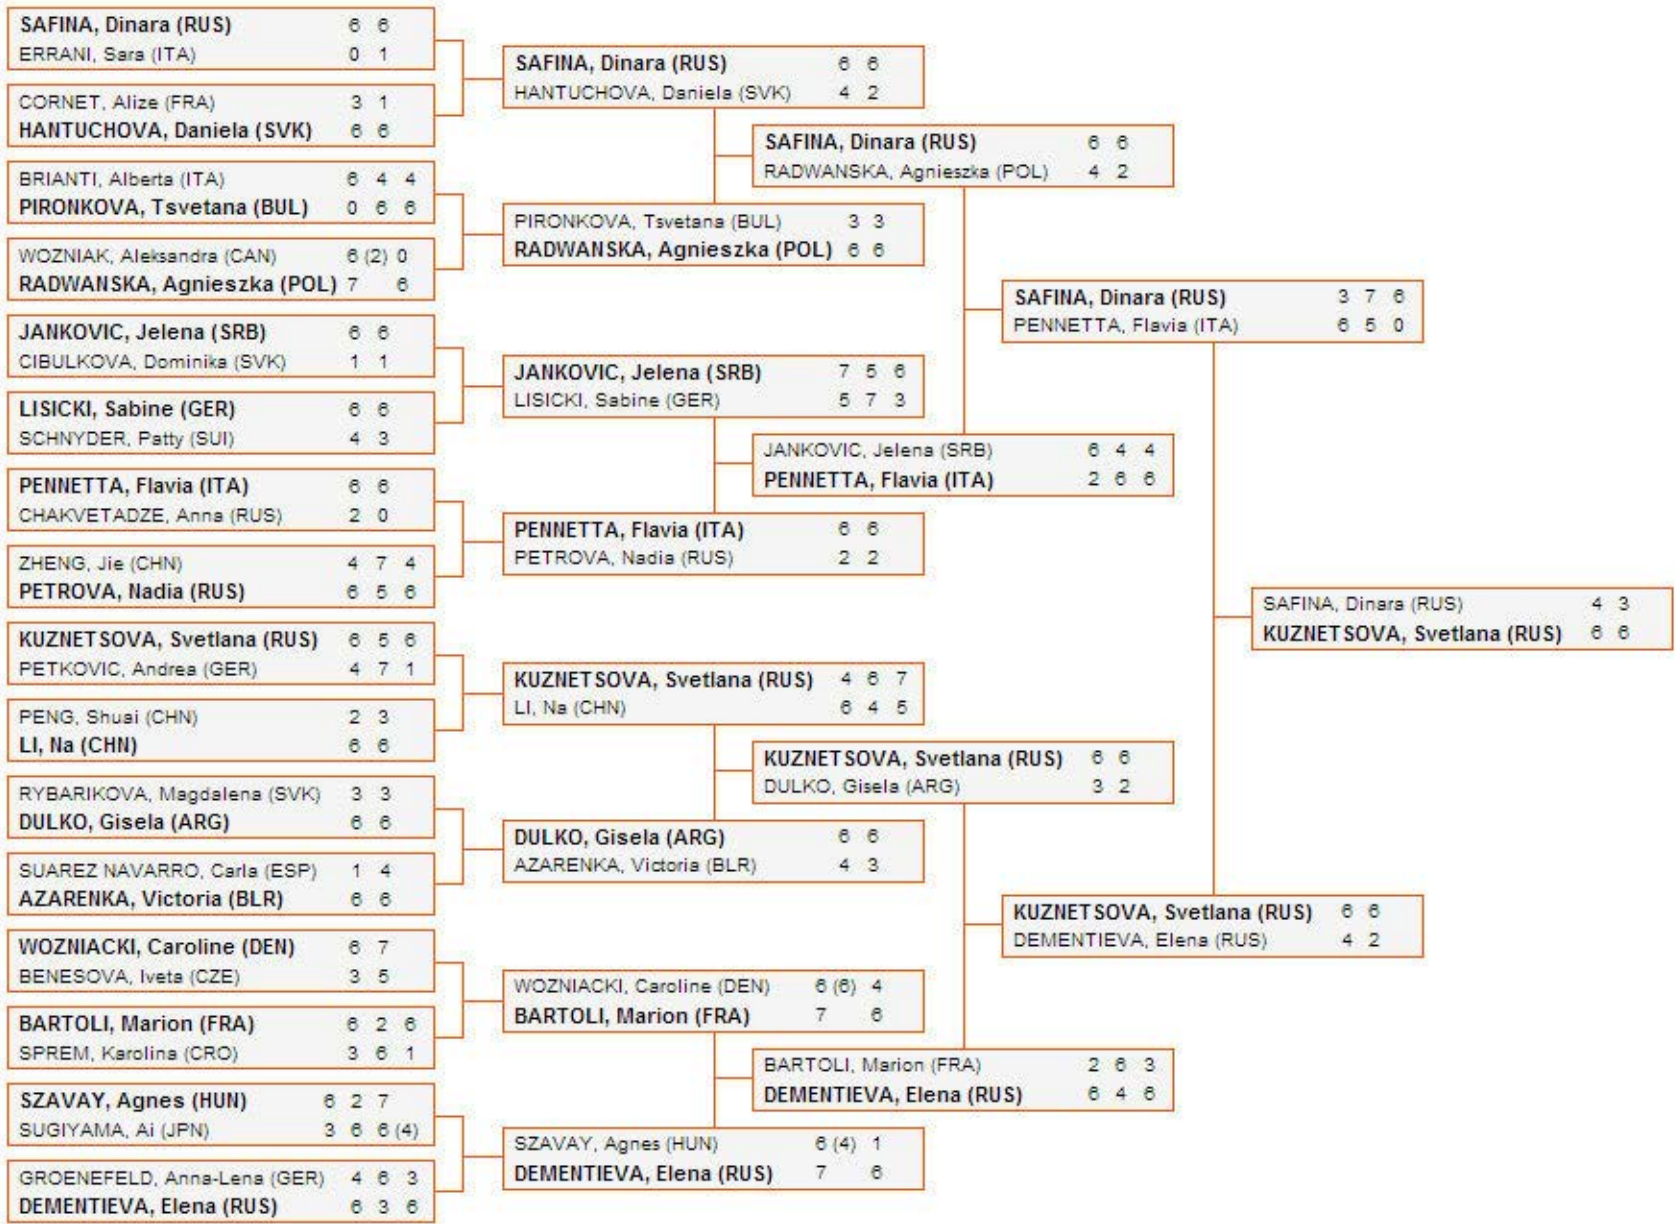 SAFINA, Dinara (RUS) 6 6
ERRANI, Sara (ITA) 0 1
CORNET, Alize (FRA) 3 1
HANTUCHOVA, Daniela (SVK) 6 6
BRIANTI, Alberta (ITA) 6 4 4
PIRONKOVA, Tsvetana (BUL) 0 6 6
WOZNIAK, Aleksandra (CAN) 6 (2) 0
RADWANSKA, Agnieszka (POL) 7 6
JANKOVIC, Jelena (SRB) 6 6
CIBULKOVA, Dominika (SVK) 1 1
LISICKI, Sabine (GER) 6 6
SCHNYDER, Patty (SUI) 4 3
PENNETTA, Flavia (ITA) 6 6
CHAKVETADZE, Anna (RUS) 2 0
ZHENG, Jie (CHN) 4 7 4
PETROVA, Nadia (RUS) 6 5 6
KUZNETSOVA, Svetlana (RUS) 6 5 6
PETKOVIC, Andrea (GER) 4 7 1
PENG, Shuai (CHN) 2 3
LI, Na (CHN) 6 6
RYBARIKOVA, Magdalena (SVK) 3 3
DULKO, Gisela (ARG) 6 6
SUAREZ NAVARRO, Carla (ESP) 1 4
AZARENKA, Victoria (BLR) 6 6
WOZNIACKI, Caroline (DEN) 6 7
BENESOVA, Iveta (CZE) 3 5
BARTOLI, Marion (FRA) 6 2 6
SPREM, Karolina (CRO) 3 6 1
SZAVAY, Agnes (HUN) 6 2 7
SUGIYAMA, Ai (JPN) 3 6 6 (4)
GROENEFELD, Anna-Lena (GER) 4 6 3
DEMENTIEVA, Elena (RUS) 6 3 6
SAFINA, Dinara (RUS) 6 6
HANTUCHOVA, Daniela (SVK) 4 2
PIRONKOVA, Tsvetana (BUL) 3 3
RADWANSKA, Agnieszka (POL) 6 6
JANKOVIC, Jelena (SRB) 7 5 6
LISICKI, Sabine (GER) 5 7 3
PENNETTA, Flavia (ITA) 6 6
PETROVA, Nadia (RUS) 2 2
KUZNETSOVA, Svetlana (RUS) 4 6 7
LI, Na (CHN) 6 4 5
DULKO, Gisela (ARG) 6 6
AZARENKA, Victoria (BLR) 4 3
WOZNIACKI, Caroline (DEN) 6 (6) 4
BARTOLI, Marion (FRA) 7 6
SZAVAY, Agnes (HUN) 6 (4) 1
DEMENTIEVA, Elena (RUS) 7 6
SAFINA, Dinara (RUS) 6 6
RADWANSKA, Agnieszka (POL) 4 2
JANKOVIC, Jelena (SRB) 6 4 4
PENNETTA, Flavia (ITA) 2 6 6
KUZNETSOVA, Svetlana (RUS) 6 6
DULKO, Gisela (ARG) 3 2
BARTOLI, Marion (FRA) 2 6 3
DEMENTIEVA, Elena (RUS) 6 4 6
SAFINA, Dinara (RUS) 3 7 6
PENNETTA, Flavia (ITA) 6 5 0
KUZNETSOVA, Svetlana (RUS) 6 6
DEMENTIEVA, Elena (RUS) 4 2
SAFINA, Dinara (RUS) 4 3
KUZNETSOVA, Svetlana (RUS) 6 6